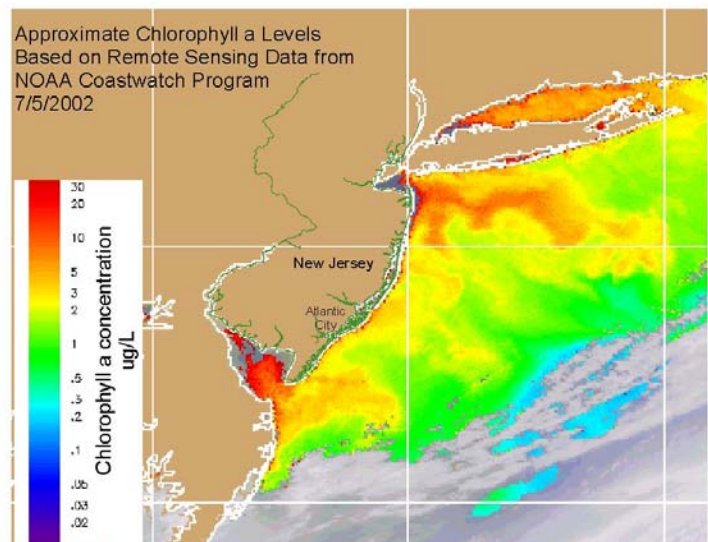 Approximate Chlorophyll a Levels
Based on Remote Sensing Data from
NOAA Coastwatch Program
7/5/2002
30
20
10
5
3
2
1
.5
.3
.2
.1
.05
.03
.02
Chlorophyll a concentration
ug/L
New Jersey
Atlantic
City